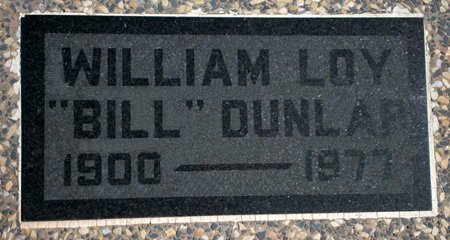 WILLIAM LOY
"BILL" DUNLAP
1900 — 1977